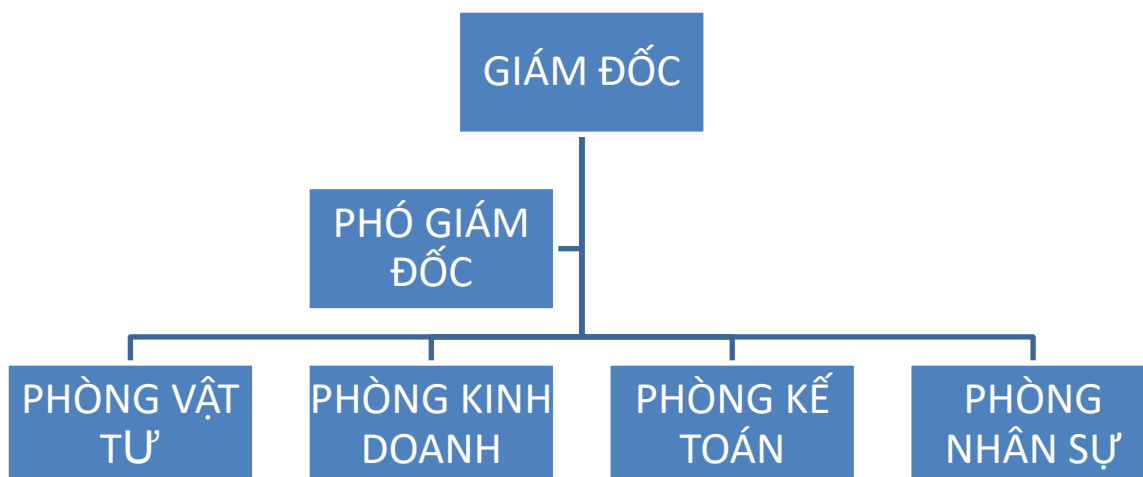 GIÁM ĐỐC
PHÓ GIÁM
ĐỐC
PHÒNG VẬT
TƯ
PHÒNG KINH
DOANH
PHÒNG KẾ
TOÁN
PHÒNG
NHÂN SỰ